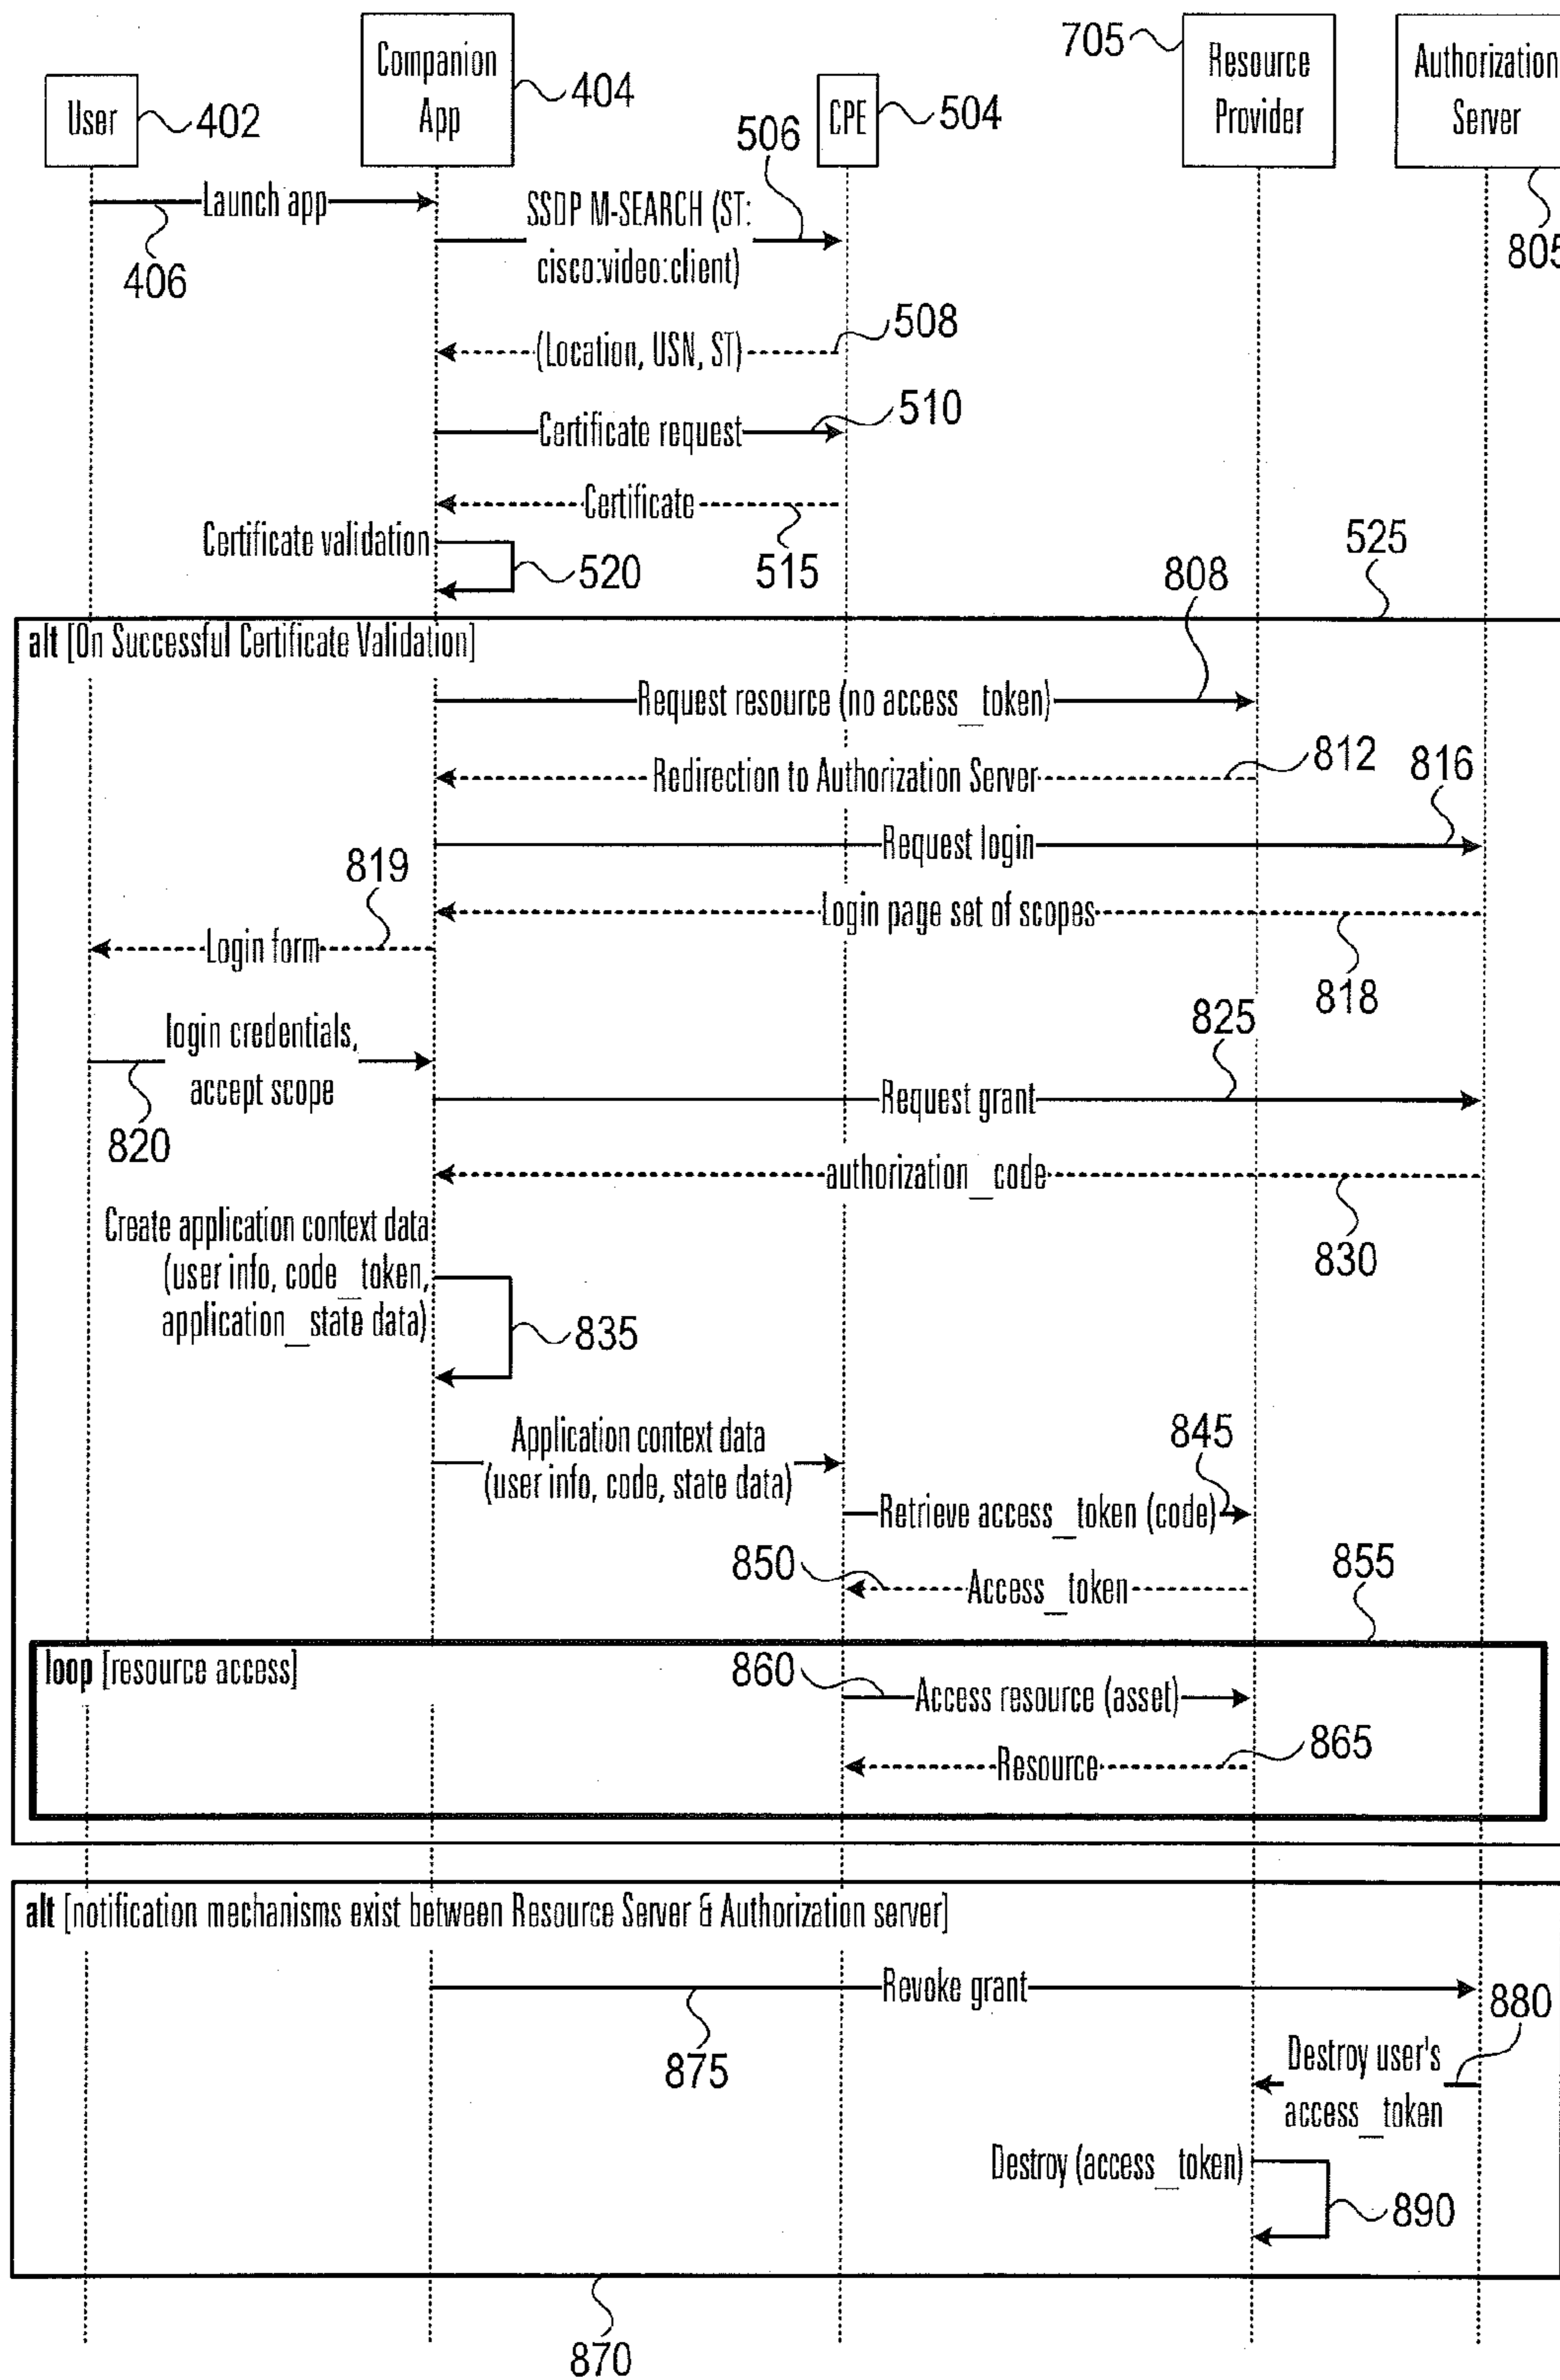 705
Companion
App
Resource
Provider
Authorization
Server
User
402
404
506
CPE
504
Launch app
406
SSDP M-SEARCH (ST:
cisco:video:client)
805
508
(Location, USN, ST)
510
Certificate request
Certificate
Certificate validation
520
515
808
525
alt [On Successful Certificate Validation]
Request resource (no access_token)
Redirection to Authorization Server
812
816
Request login
819
Login page set of scopes
Login form
818
825
login credentials,
accept scope
820
Request grant
authorization_code
830
Create application context data
(user info, code_token,
application_state data)
835
Application context data
(user info, code, state data)
845
Retrieve access_token (code)
850
Access_token
855
loop [resource access]
860
Access resource (asset)
Resource
865
alt [notification mechanisms exist between Resource Server & Authorization server]
Revoke grant
880
875
Destroy user's
access_token
Destroy (access_token)
890
870